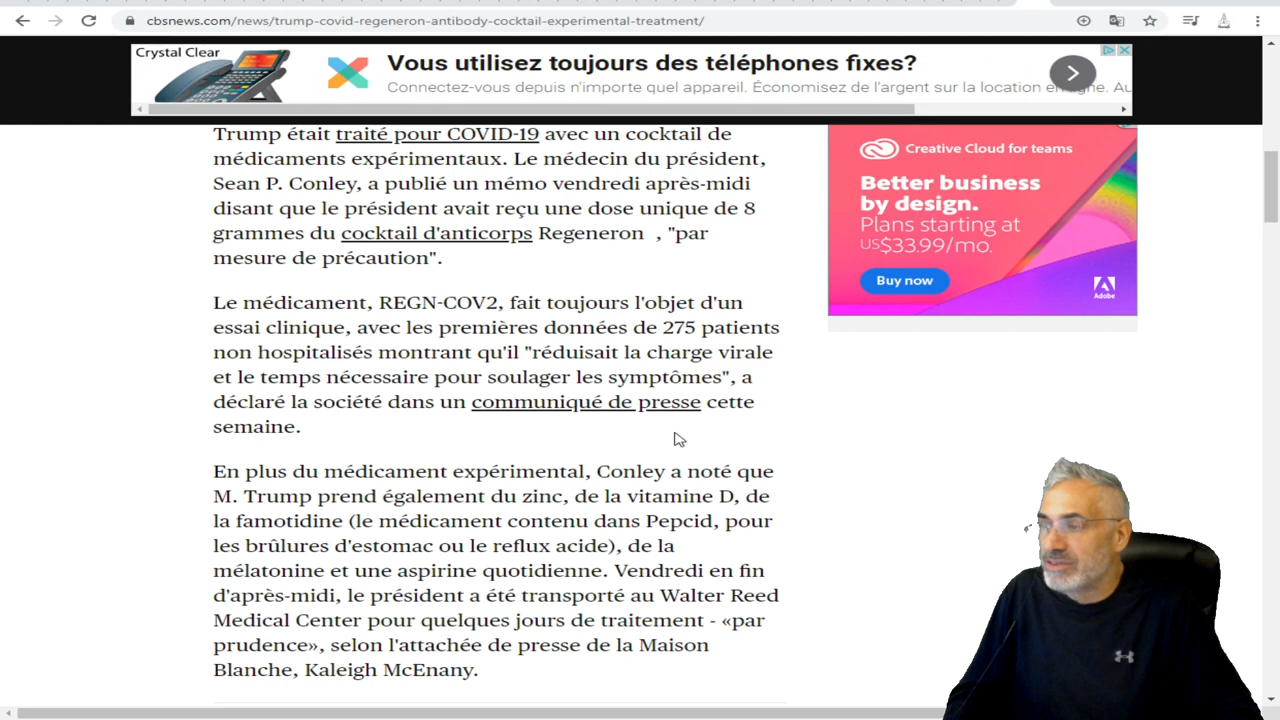 cbsnews.com/news/trump-covid-regeneron-antibody-cocktail-experimental-treatment/
Crystal Clear
Vous utilisez toujours des téléphones fixes?
Connectez-vous depuis n'importe quel appareil. Économisez de l'argent sur la location en ligne. Au
Trump était traité pour COVID-19 avec un cocktail de
médicaments expérimentaux. Le médecin du président,
Sean P. Conley, a publié un mémo vendredi après-midi
disant que le président avait reçu une dose unique de 8
gramines du cocktail d'anticorps Regeneron , "par
mesure de précaution".
Le médicament, REGN-COV2, fait toujours l'objet d'un
essai clinique, avec les premières données de 275 patients
non hospitalisés montrant qu'il "réduisait la charge virale
et le temps nécessaire pour soulager les symptômes", a
déclaré la société dans un communiqué de presse cette
semaine.
En plus du médicament expérimental, Conley a noté que
M. Trump prend également du zinc, de la vitamine D, de
la famotidine (le médicament contenu dans Pepcid, pour
les brûlures d'estomac ou le reflux acide), de la
mélatonine et une aspirine quotidienne. Vendredi en fin
d'après-midi, le président a été transporté au Walter Reed
Medical Center pour quelques jours de traitement - «par
prudence», selon l'attachée de presse de la Maison
Blanche, Kaleigh McEnany.
Creative Cloud for teams
Better business
by design.
Plans starting at
US$33.99/mo.
Buy now
Adobe